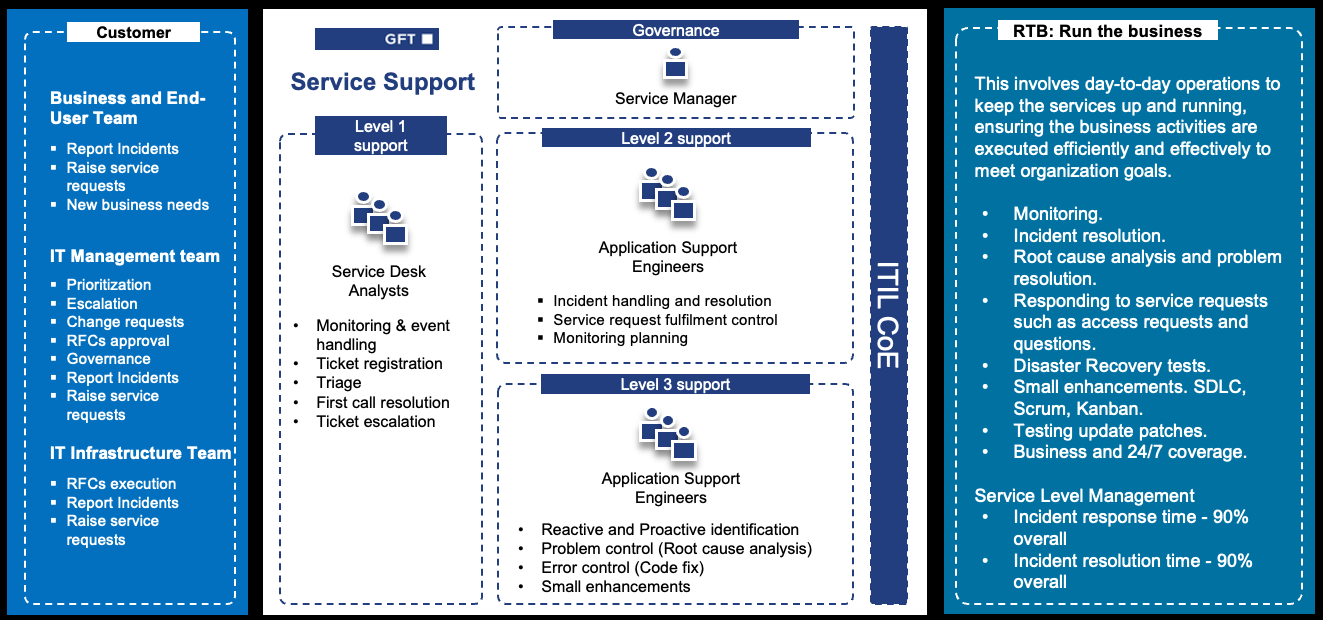 Customer
Business and End-
User Team
▪ Report Incidents
▪ Raise service
requests
▪ New business needs
IT Management team
▪ Prioritization
▪ Escalation
▪ Change requests
▪ RFCs approval
▪ Governance
▪ Report Incidents
▪ Raise service
requests
IT Infrastructure Team
▪ RFCs execution
▪ Report Incidents
▪ Raise service
requests
GFT
Service Support
Level 1
support
Service Desk
Analysts
• Monitoring & event
handling
• Ticket registration
• Triage
• First call resolution
• Ticket escalation
Governance
Service Manager
Level 2 support
Application Support
Engineers
▪ Incident handling and resolution
▪ Service request fulfilment control
▪ Monitoring planning
Level 3 support
Application Support
Engineers
• Reactive and Proactive identification
• Problem control (Root cause analysis)
• Error control (Code fix)
• Small enhancements
ITIL CoE
RTB: Run the business
This involves day-to-day operations to
keep the services up and running,
ensuring the business activities are
executed efficiently and effectively to
meet organization goals.
• Monitoring.
• Incident resolution.
• Root cause analysis and problem
resolution.
• Responding to service requests
such as access requests and
questions.
• Disaster Recovery tests.
• Small enhancements. SDLC,
Scrum, Kanban.
• Testing update patches.
• Business and 24/7 coverage.
Service Level Management
• Incident response time - 90%
overall
• Incident resolution time - 90%
overall